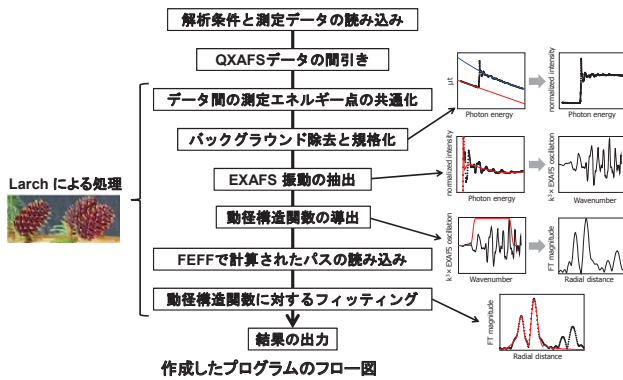 解析条件と測定データの読み込み
QXAFSデータの間引き
データ間の測定エネルギー点の共通化
バックグラウンド除去と規格化
EXAFS 振動の抽出
動径構造関数の導出
FEFFで計算されたパスの読み込み
動径構造関数に対するフィッティング
結果の出力
作成したプログラムのフロー図
Larch による処理
μt
Photon energy
normalized intensity
Photon energy
normalized intensity
Photon energy
k³× EXAFS oscillation
Wavenumber
k³× EXAFS oscillation
Wavenumber
FT magnitude
Radial distance
FT magnitude
Radial distance